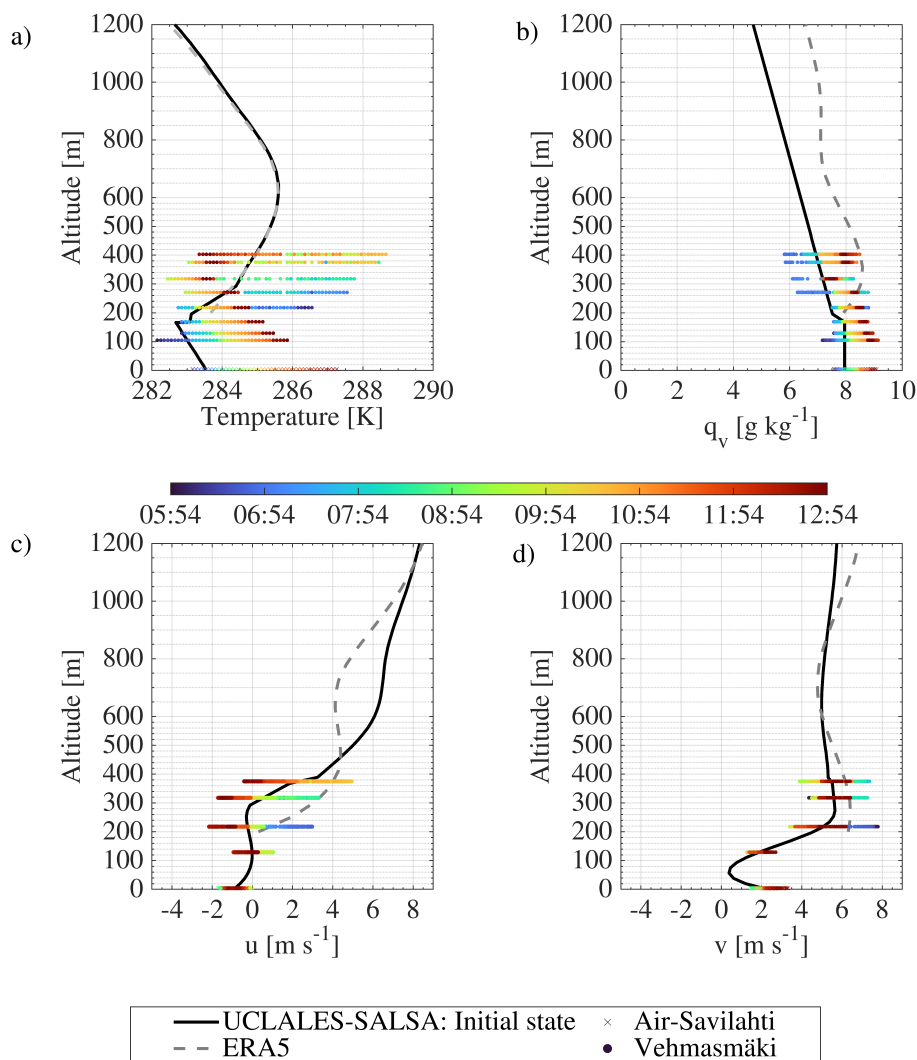 a)
1200
1000
800
600
500
400
300
200
100
0
Altitude [m]
282 284 286 288 290
Temperature [K]
b)
1200
1000
800
600
500
400
300
200
100
0
Altitude [m]
0 2 4 6 8 10
q_v [g kg⁻¹]
05:54 06:54 07:54 08:54 09:54 10:54 11:54 12:54
c)
1200
1000
800
600
500
400
300
200
100
0
Altitude [m]
-4 -2 0 2 4 6 8
u [m s⁻¹]
d)
1200
1000
800
600
500
400
300
200
100
0
Altitude [m]
-4 -2 0 2 4 6 8
v [m s⁻¹]
UCLALES-SALSA: Initial state
Air-Savilahti
ERA5
Vehmasmäki